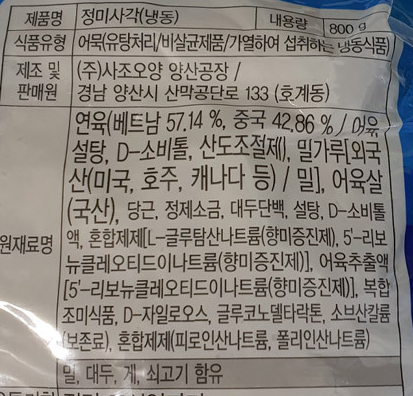 제품명 정미사각(냉동) 내용량 800 g
식품유형 어묵(유탕처리/비살균제품/가열하여 섭취하는 냉동식품)
제조 및 (주)사조오양 양산공장 /
판매원 경남 양산시 산막공단로 133 (호계동)
연육(베트남 57.14 %, 중국 42.86 % / 어육,
설탕, D-소비톨, 산도조절제), 밀가루[외국
산(미국, 호주, 캐나다 등) / 밀], 어육살
(국산), 당근, 정제소금, 대두단백, 설탕, D-소비톨
원재료명 액, 혼합제제[L-글루탐산나트륨(향미증진제), 5'-리보
뉴클레오티드이나트륨(향미증진제)], 어육추출액
[5'-리보뉴클레오티드이나트륨(향미증진제)], 복합
조미식품, D-자일로오스, 글루코노델타락톤, 소브산칼륨
(보존료), 혼합제제(피로인산나트륨, 폴리인산나트륨)
밀, 대두, 게, 쇠고기 함유